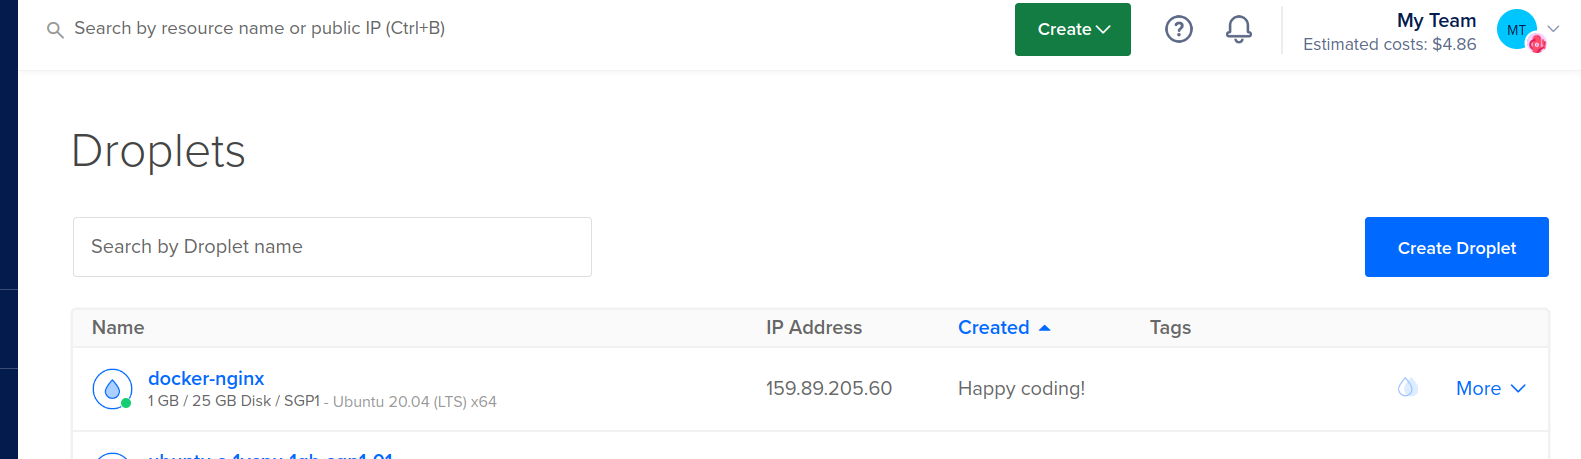 Search by resource name or public IP (Ctrl+B)
Create
?
My Team
Estimated costs: $4.86
MT
Droplets
Search by Droplet name
Create Droplet
Name IP Address Created Tags
docker-nginx
1 GB / 25 GB Disk / SGP1 - Ubuntu 20.04 (LTS) x64
159.89.205.60
Happy coding!
More